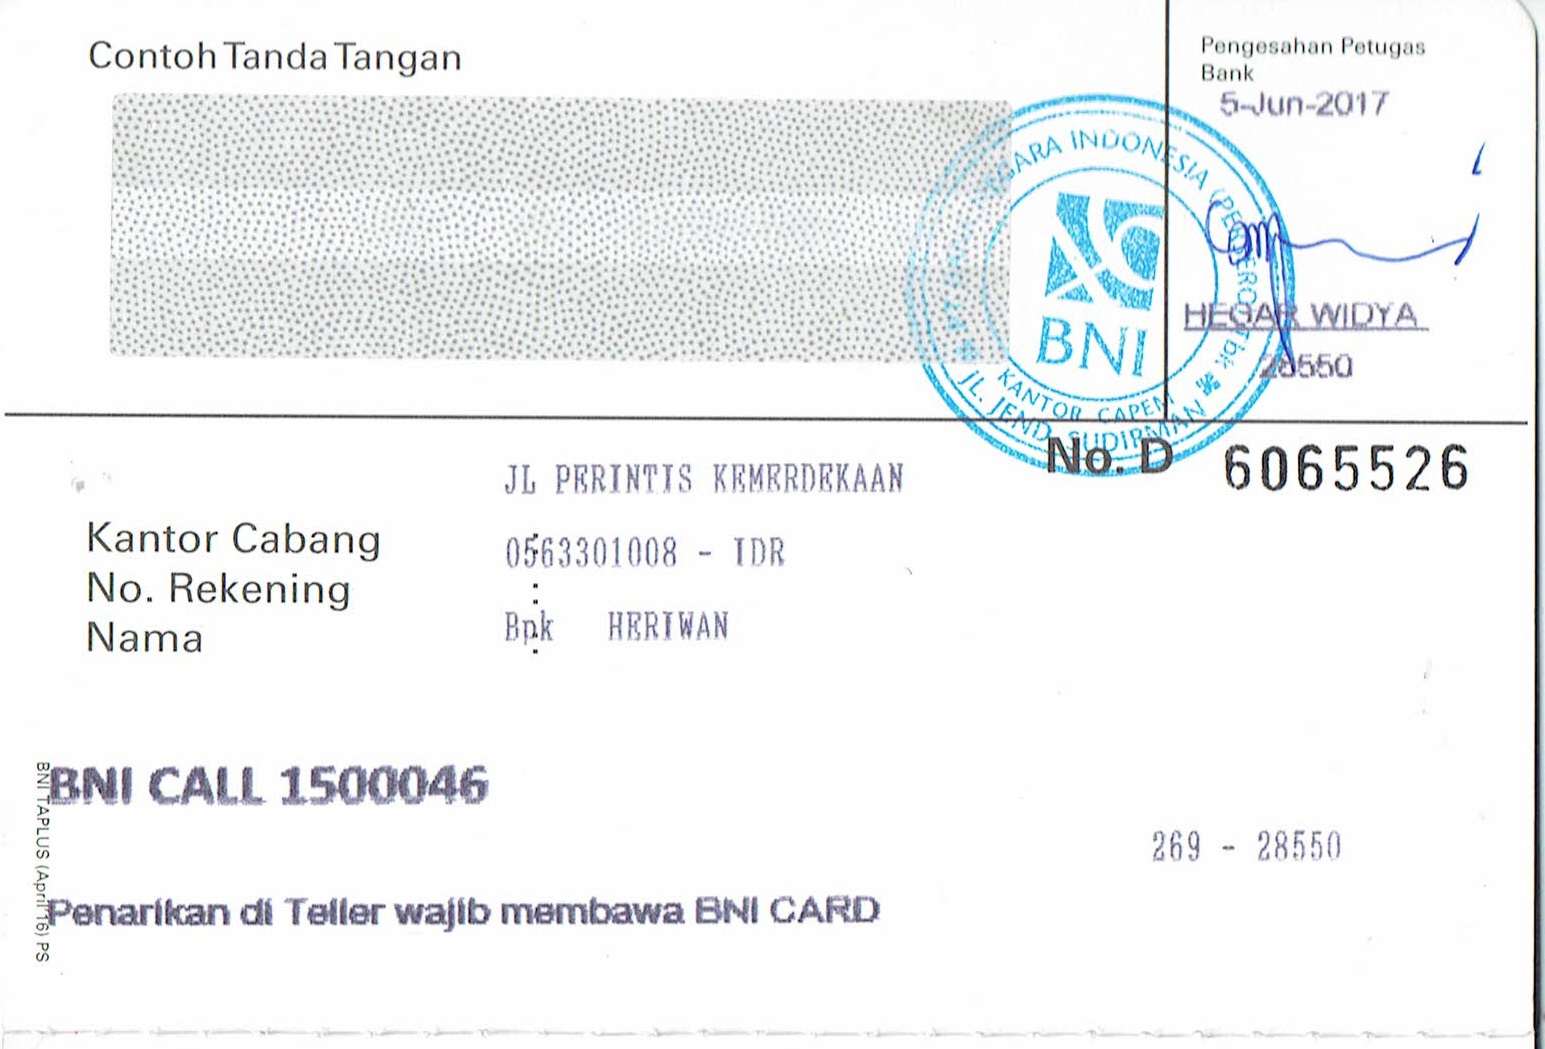 Contoh Tanda Tangan
Pengesahan Petugas
Bank
5-Jun-2017
NEGARA INDONESIA (PERSERO) Tbk
BNI
KANTOR CAPEM
JL. JEND. SUDIRMAN
HEGAR WIDYA
28550
No. D 6065526
JL PERINTIS KEMERDEKAAN
Kantor Cabang :
0563301008 - IDR
No. Rekening :
Bpk HERIWAN
Nama :
BNI CALL 1500046
269 - 28550
Penarikan di Teller wajib membawa BNI CARD
BNI TAPLUS (April'16) PS